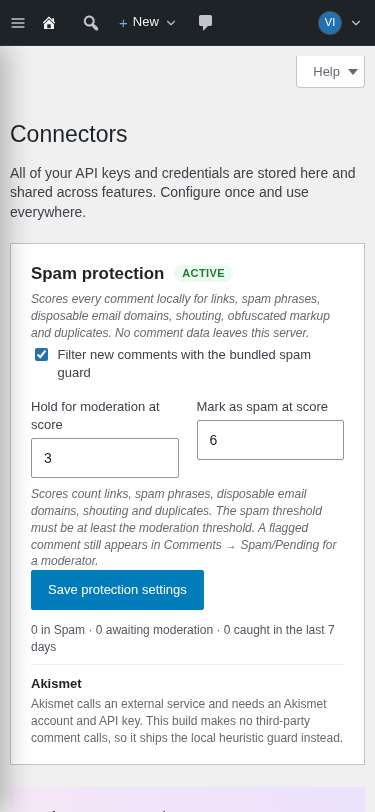 + New
VI
Help
Connectors
All of your API keys and credentials are stored here and
shared across features. Configure once and use
everywhere.
Spam protection ACTIVE
Scores every comment locally for links, spam phrases,
disposable email domains, shouting, obfuscated markup
and duplicates. No comment data leaves this server.
Filter new comments with the bundled spam
guard
Hold for moderation at
score
3
Mark as spam at score
6
Scores count links, spam phrases, disposable email
domains, shouting and duplicates. The spam threshold
must be at least the moderation threshold. A flagged
comment still appears in Comments → Spam/Pending for
a moderator.
Save protection settings
0 in Spam · 0 awaiting moderation · 0 caught in the last 7
days
Akismet
Akismet calls an external service and needs an Akismet
account and API key. This build makes no third-party
comment calls, so it ships the local heuristic guard instead.